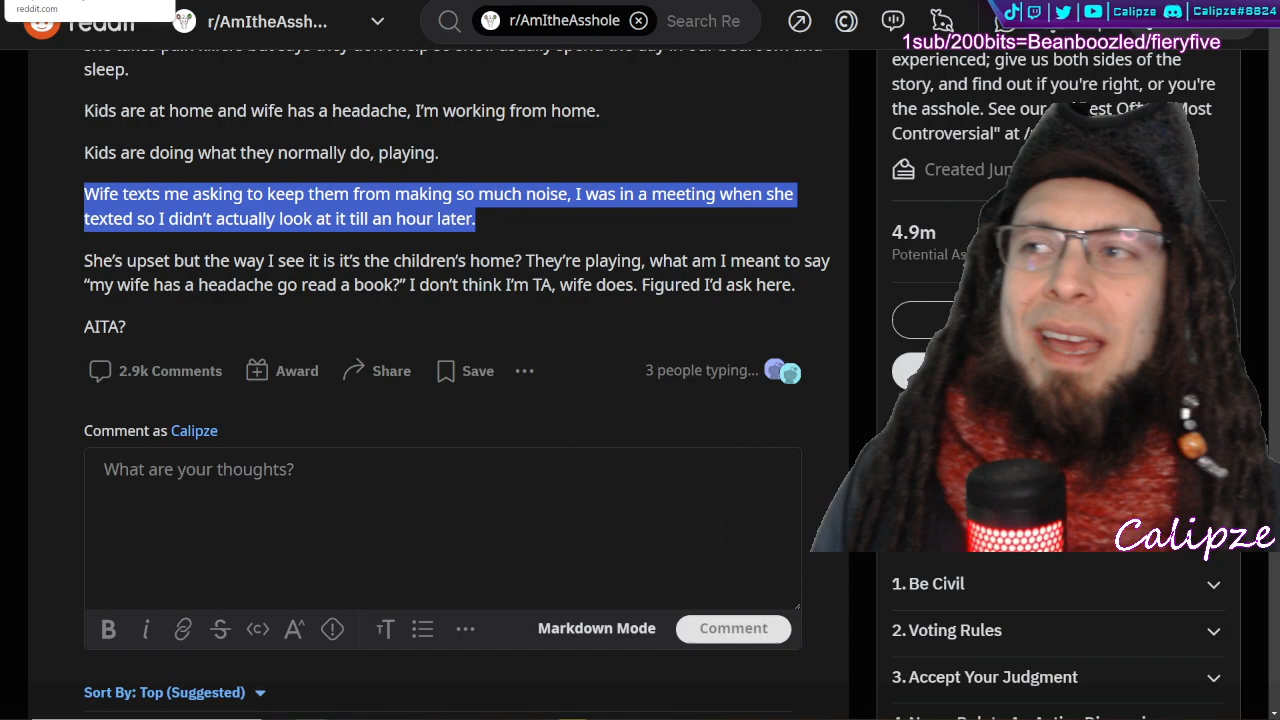 reddit.com
reddit
r/AmItheAssh...
r/AmItheAsshole
Search Re
Calipze
Calipze#8824
1sub/200bits=Beanboozled/fieryfive
sleep.
Kids are at home and wife has a headache, I'm working from home.
Kids are doing what they normally do, playing.
Wife texts me asking to keep them from making so much noise, I was in a meeting when she
texted so I didn't actually look at it till an hour later.
She's upset but the way I see it is it's the children's home? They're playing, what am I meant to say
“my wife has a headache go read a book?” I don't think I'm TA, wife does. Figured I'd ask here.
AITA?
2.9k Comments
Award
Share
Save
3 people typing...
Comment as Calipze
What are your thoughts?
B
i
Markdown Mode
Comment
Sort By: Top (Suggested)
experienced; give us both sides of the
story, and find out if you're right, or you're
the asshole. See our
Most
Controversial" at
Created Jun
4.9m
Potential As
Calipze
1. Be Civil
2. Voting Rules
3. Accept Your Judgment